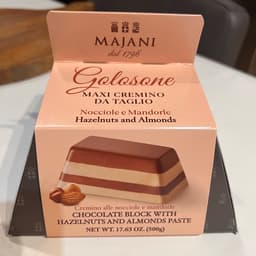 MAJANI
dal 1796
Golosone
MAXI CREMINO
DA TAGLIO
Nocciole e Mandorle
Hazelnuts and Almonds
Cremino alle nocciole e mandorle
CHOCOLATE BLOCK WITH
HAZELNUTS AND ALMONDS PASTE
NET WT. 17.63 OZ. (500g)